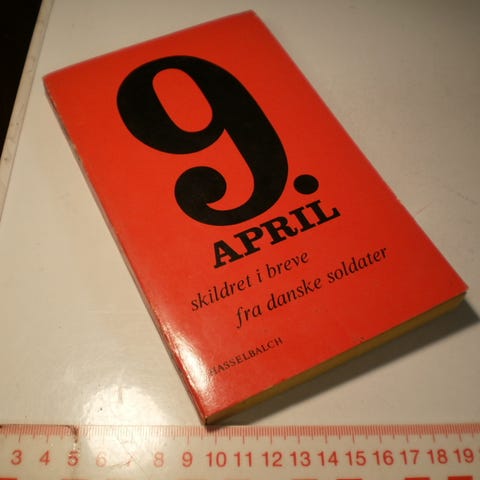 9.
APRIL
skildret i breve
fra danske soldater
HASSELBALCH
3 4 5 6 7 8 9 10 11 12 13 14 15 16 17 18 19